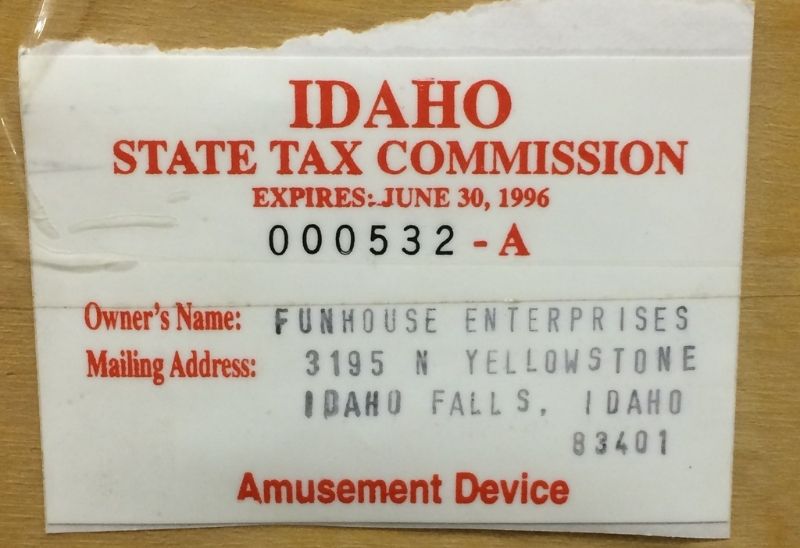 IDAHO
STATE TAX COMMISSION
EXPIRES: JUNE 30, 1996
000532 - A
Owner's Name: FUNHOUSE ENTERPRISES
Mailing Address: 3195 N YELLOWSTONE
IDAHO FALLS, IDAHO
83401
Amusement Device